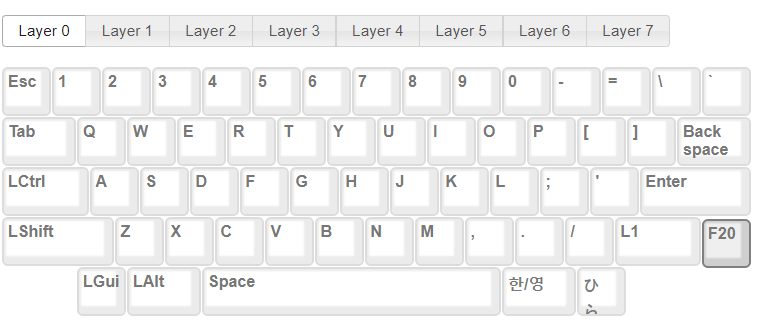 Layer 0 Layer 1 Layer 2 Layer 3 Layer 4 Layer 5 Layer 6 Layer 7
Esc 1 2 3 4 5 6 7 8 9 0 - = \ `
Tab Q W E R T Y U I O P [ ] Back
space
LCtrl A S D F G H J K L ; ' Enter
LShift Z X C V B N M , . / L1 F20
LGui LAlt Space 한/영 ひ
ら